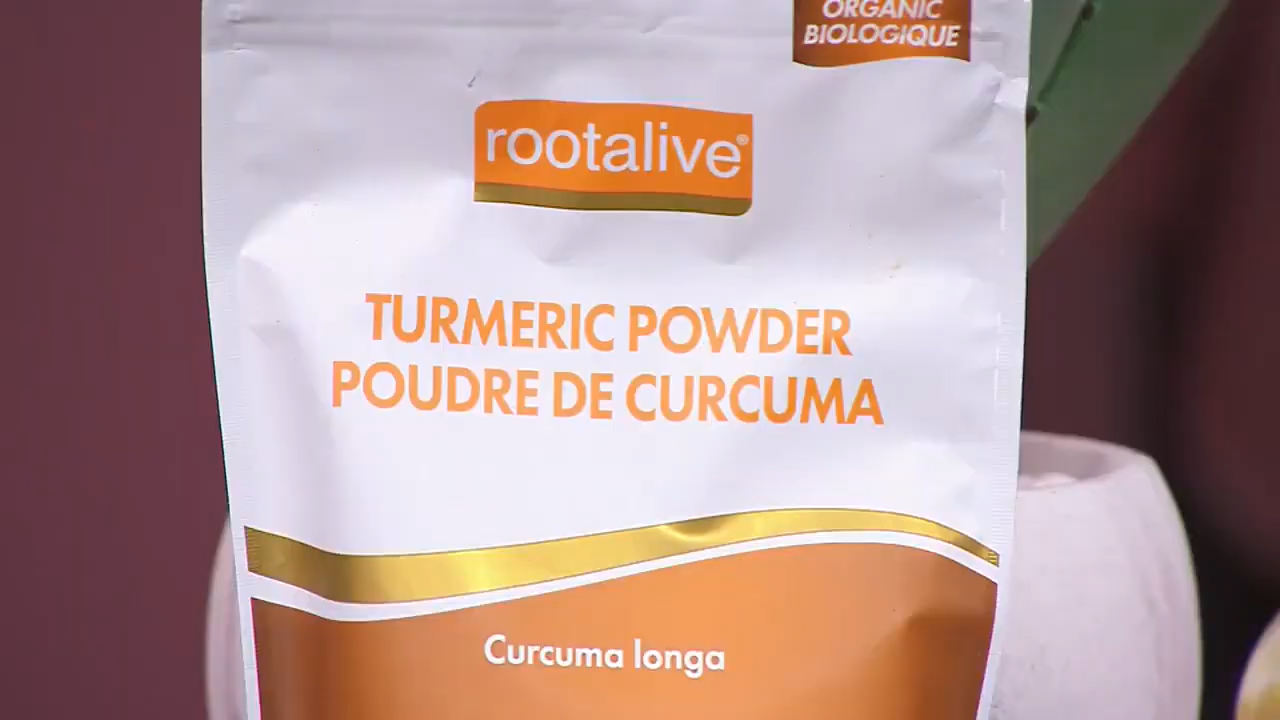 ORGANIC
BIOLOGIQUE
rootalive®
TURMERIC POWDER
POUDRE DE CURCUMA
Curcuma longa